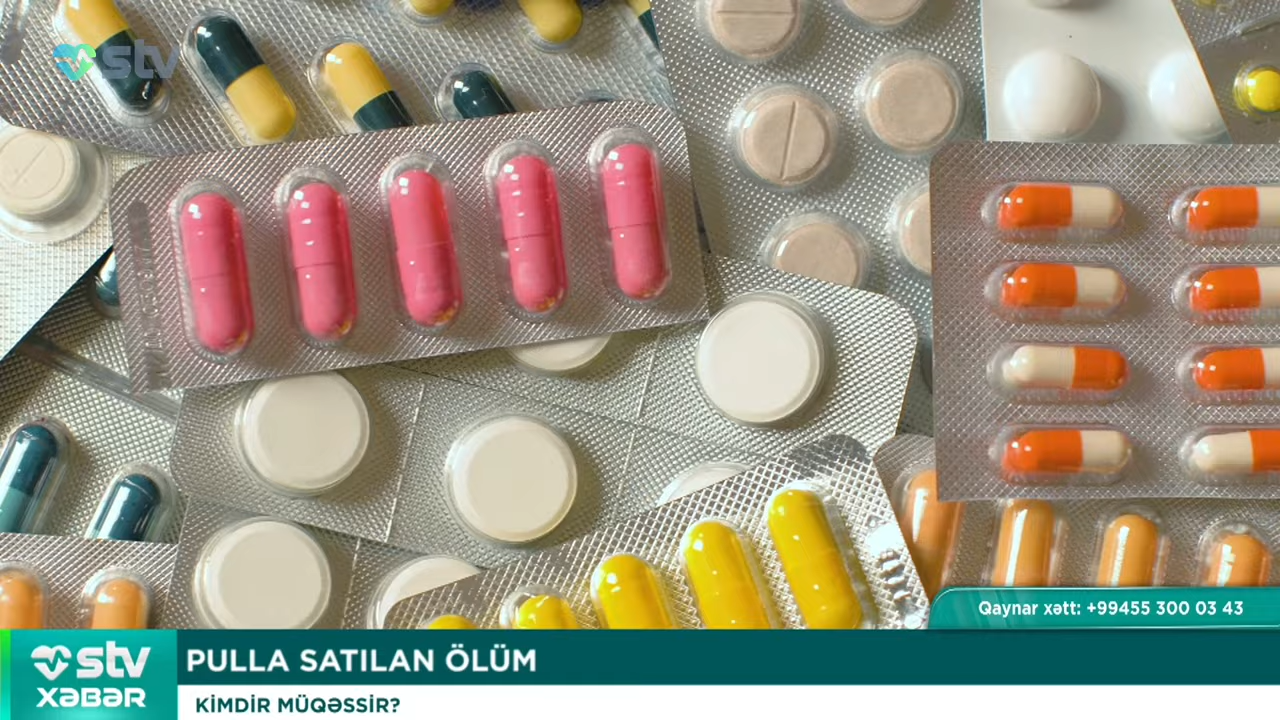 stv
Qaynar xətt: +99455 300 03 43
stv
XƏBƏR
PULLA SATILAN ÖLÜM
KİMDİR MÜQƏSSİR?